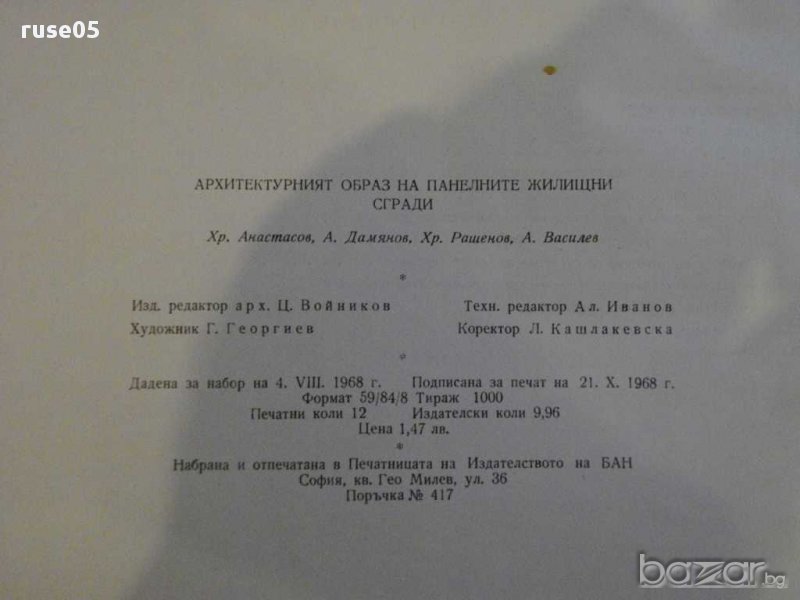 ruse05
АРХИТЕКТУРНИЯТ ОБРАЗ НА ПАНЕЛНИТЕ ЖИЛИЩНИ
СГРАДИ
Хр. Анастасов, А. Дамянов, Хр. Рашенов, А. Василев
*
Изд. редактор арх. Ц. Войников Техн. редактор Ал. Иванов
Художник Г. Георгиев Коректор Л. Кашлакевска
*
Дадена за набор на 4. VIII. 1968 г. Подписана за печат на 21. X. 1968 г.
Формат 59/84/8 Тираж 1000
Печатни коли 12 Издателски коли 9,96
Цена 1,47 лв.
*
Набрана и отпечатана в Печатницата на Издателството на БАН
София, кв. Гео Милев, ул. 36
Поръчка № 417
bazar.bg